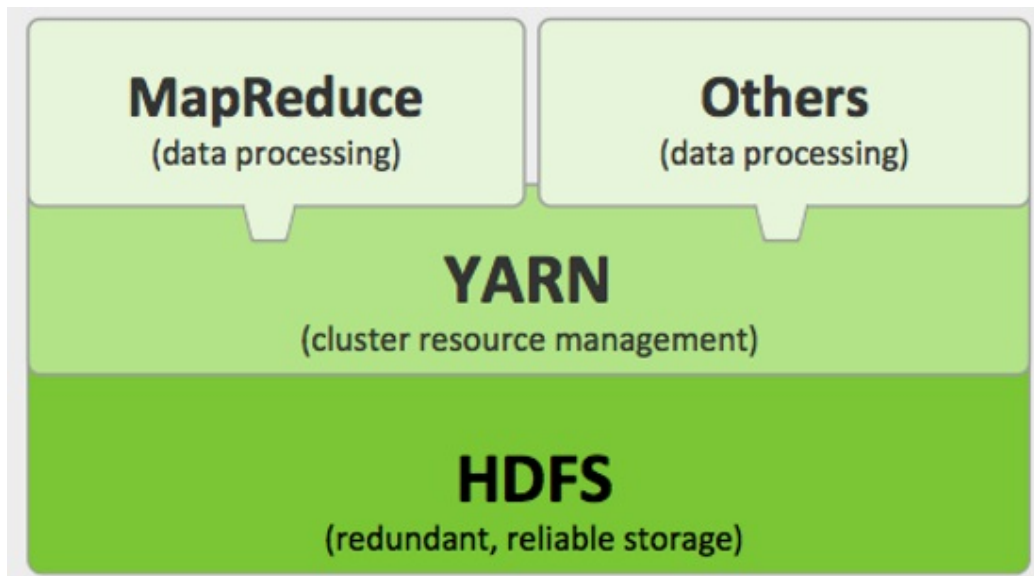 MapReduce
(data processing)
Others
(data processing)
YARN
(cluster resource management)
HDFS
(redundant, reliable storage)